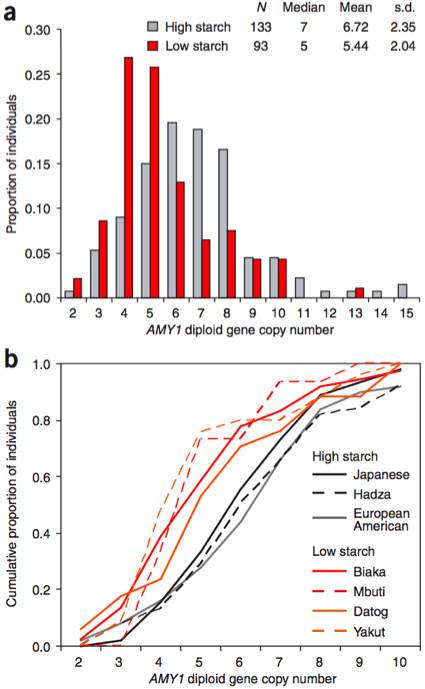 a
N Median Mean s.d.
High starch 133 7 6.72 2.35
Low starch 93 5 5.44 2.04
Proportion of individuals
0.30
0.25
0.20
0.15
0.10
0.05
0.00
2 3 4 5 6 7 8 9 10 11 12 13 14 15
AMY1 diploid gene copy number
b
Cumulative proportion of individuals
1.0
0.8
0.6
0.4
0.2
0.0
High starch
Japanese
Hadza
European
American
Low starch
Biaka
Mbuti
Datog
Yakut
2 3 4 5 6 7 8 9 10
AMY1 diploid gene copy number